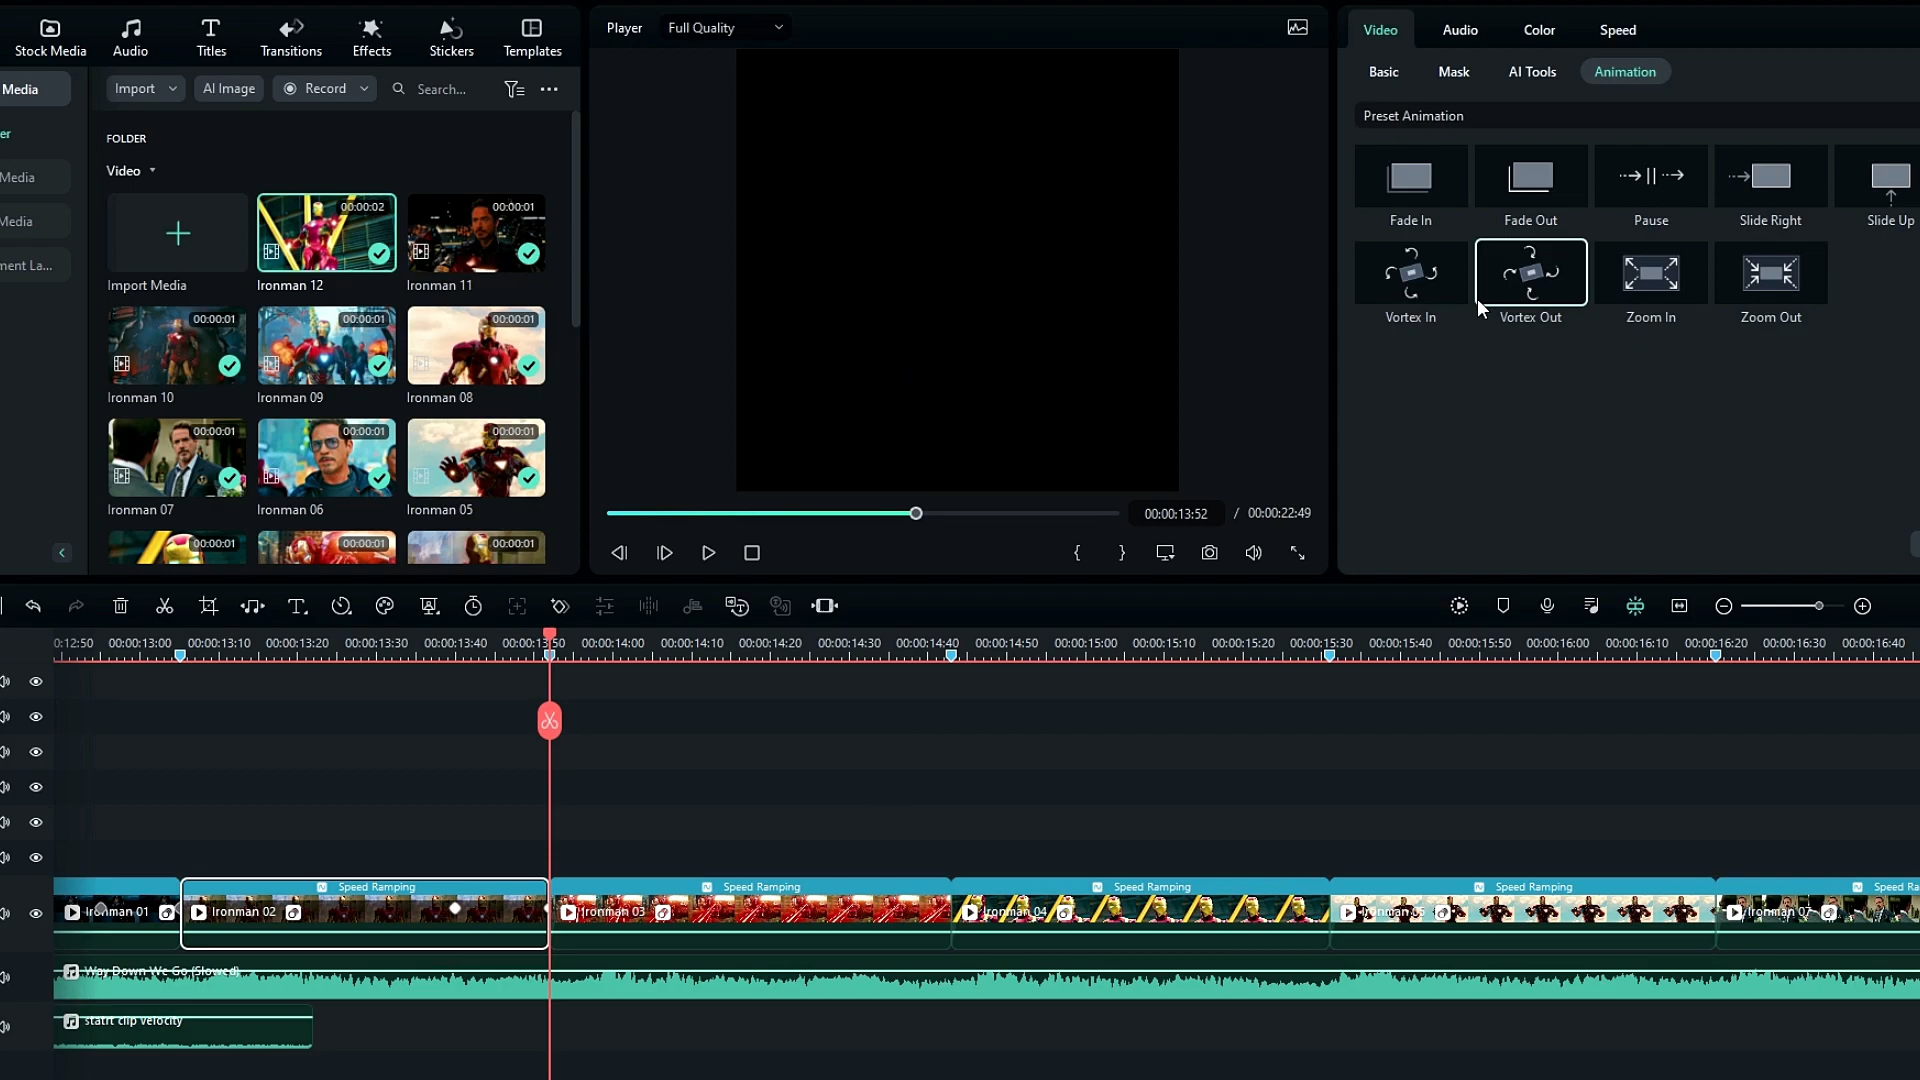 Stock Media
Audio
Titles
Transitions
Effects
Stickers
Templates
Media
Import
AI Image
Record
Search...
er
Media
Media
ment La...
FOLDER
Video
Import Media
00:00:02
Ironman 12
00:00:01
Ironman 11
00:00:01
Ironman 10
00:00:01
Ironman 09
00:00:01
Ironman 08
00:00:01
Ironman 07
00:00:01
Ironman 06
00:00:01
Ironman 05
00:00:01
00:00:01
00:00:01
Player
Full Quality
00:00:13:52
/ 00:00:22:49
Video
Audio
Color
Speed
Basic
Mask
AI Tools
Animation
Preset Animation
Fade In
Fade Out
Pause
Slide Right
Slide Up
Vortex In
Vortex Out
Zoom In
Zoom Out
0:12:50
00:00:13:00
00:00:13:10
00:00:13:20
00:00:13:30
00:00:13:40
00:00:13:50
00:00:14:00
00:00:14:10
00:00:14:20
00:00:14:30
00:00:14:40
00:00:14:50
00:00:15:00
00:00:15:10
00:00:15:20
00:00:15:30
00:00:15:40
00:00:15:50
00:00:16:00
00:00:16:10
00:00:16:20
00:00:16:30
00:00:16:40
Speed Ramping
Speed Ramping
Speed Ramping
Speed Ramping
Speed Ra
Ironman 01
Ironman 02
Ironman 03
Ironman 04
Ironman 05
Ironman 07
Way Down We Go (Slowed)
statrt clip velocity